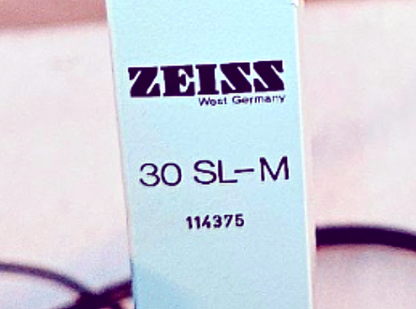 ZEISS
West Germany
30 SL-M
114375